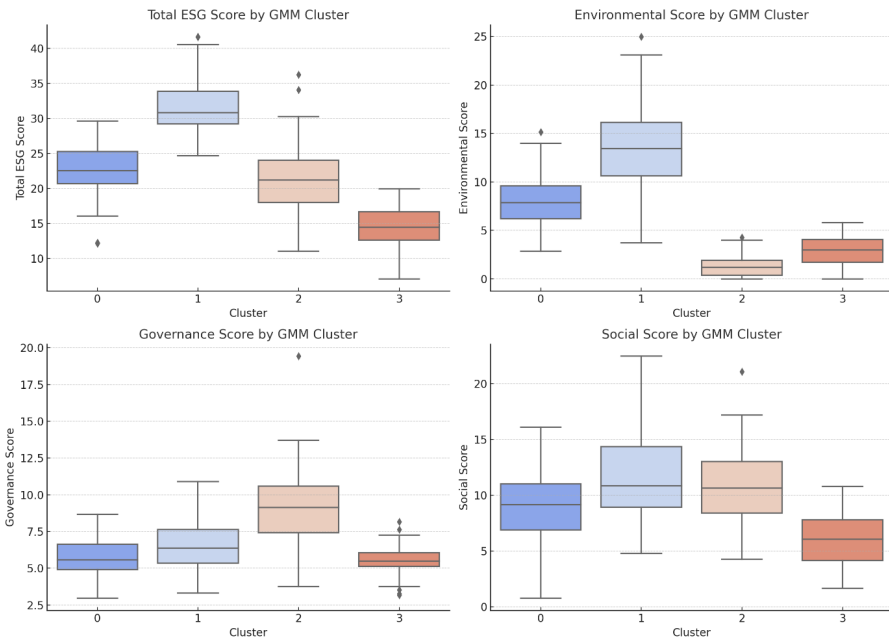 Total ESG Score by GMM Cluster
Total ESG Score
40
35
30
25
20
15
10
0 1 2 3
Cluster
Environmental Score by GMM Cluster
Environmental Score
25
20
15
10
5
0
0 1 2 3
Cluster
Governance Score by GMM Cluster
Governance Score
20.0
17.5
15.0
12.5
10.0
7.5
5.0
2.5
0 1 2 3
Cluster
Social Score by GMM Cluster
Social Score
20
15
10
5
0
0 1 2 3
Cluster